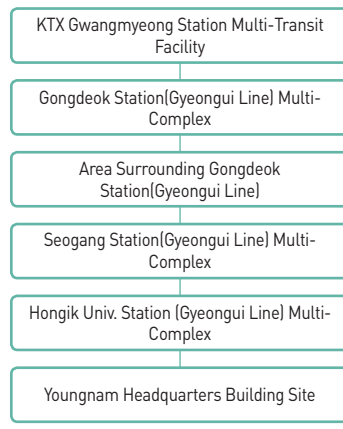 KTX Gwangmyeong Station Multi-Transit
Facility
Gongdeok Station(Gyeongui Line) Multi-
Complex
Area Surrounding Gongdeok
Station(Gyeongui Line)
Seogang Station(Gyeongui Line) Multi-
Complex
Hongik Univ. Station (Gyeongui Line) Multi-
Complex
Youngnam Headquarters Building Site